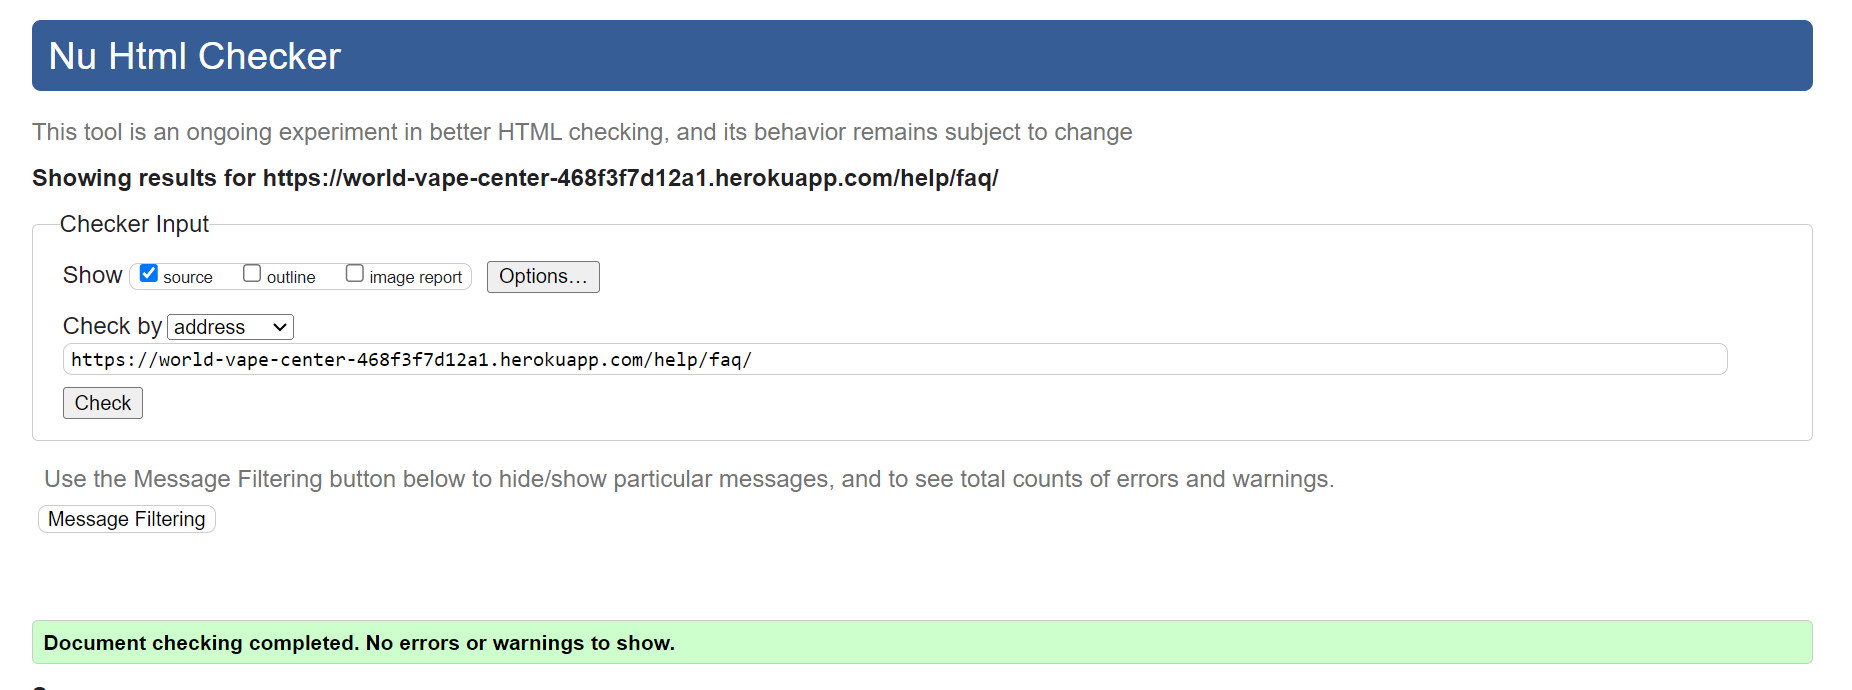 Nu Html Checker
This tool is an ongoing experiment in better HTML checking, and its behavior remains subject to change
Showing results for https://world-vape-center-468f3f7d12a1.herokuapp.com/help/faq/
Checker Input
Show source outline image report Options...
Check by address
https://world-vape-center-468f3f7d12a1.herokuapp.com/help/faq/
Check
Use the Message Filtering button below to hide/show particular messages, and to see total counts of errors and warnings.
Message Filtering
Document checking completed. No errors or warnings to show.